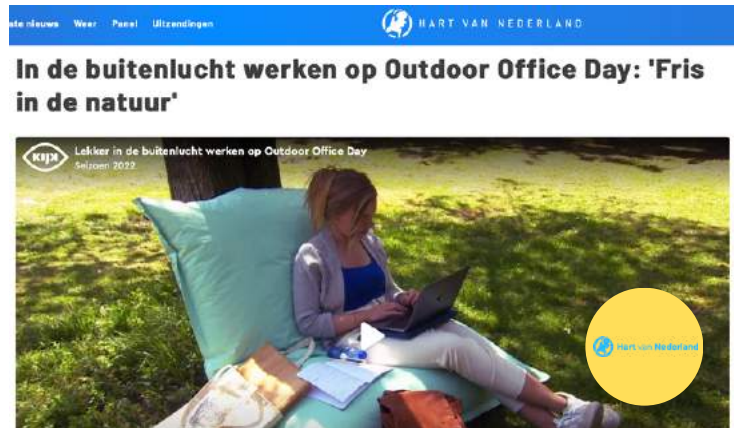 ate nieuws Weer Panel Uitzendingen
HART VAN NEDERLAND
In de buitenlucht werken op Outdoor Office Day: 'Fris
in de natuur'
KIJK
Lekker in de buitenlucht werken op Outdoor Office Day
Seizoen 2022
Hart van Nederland